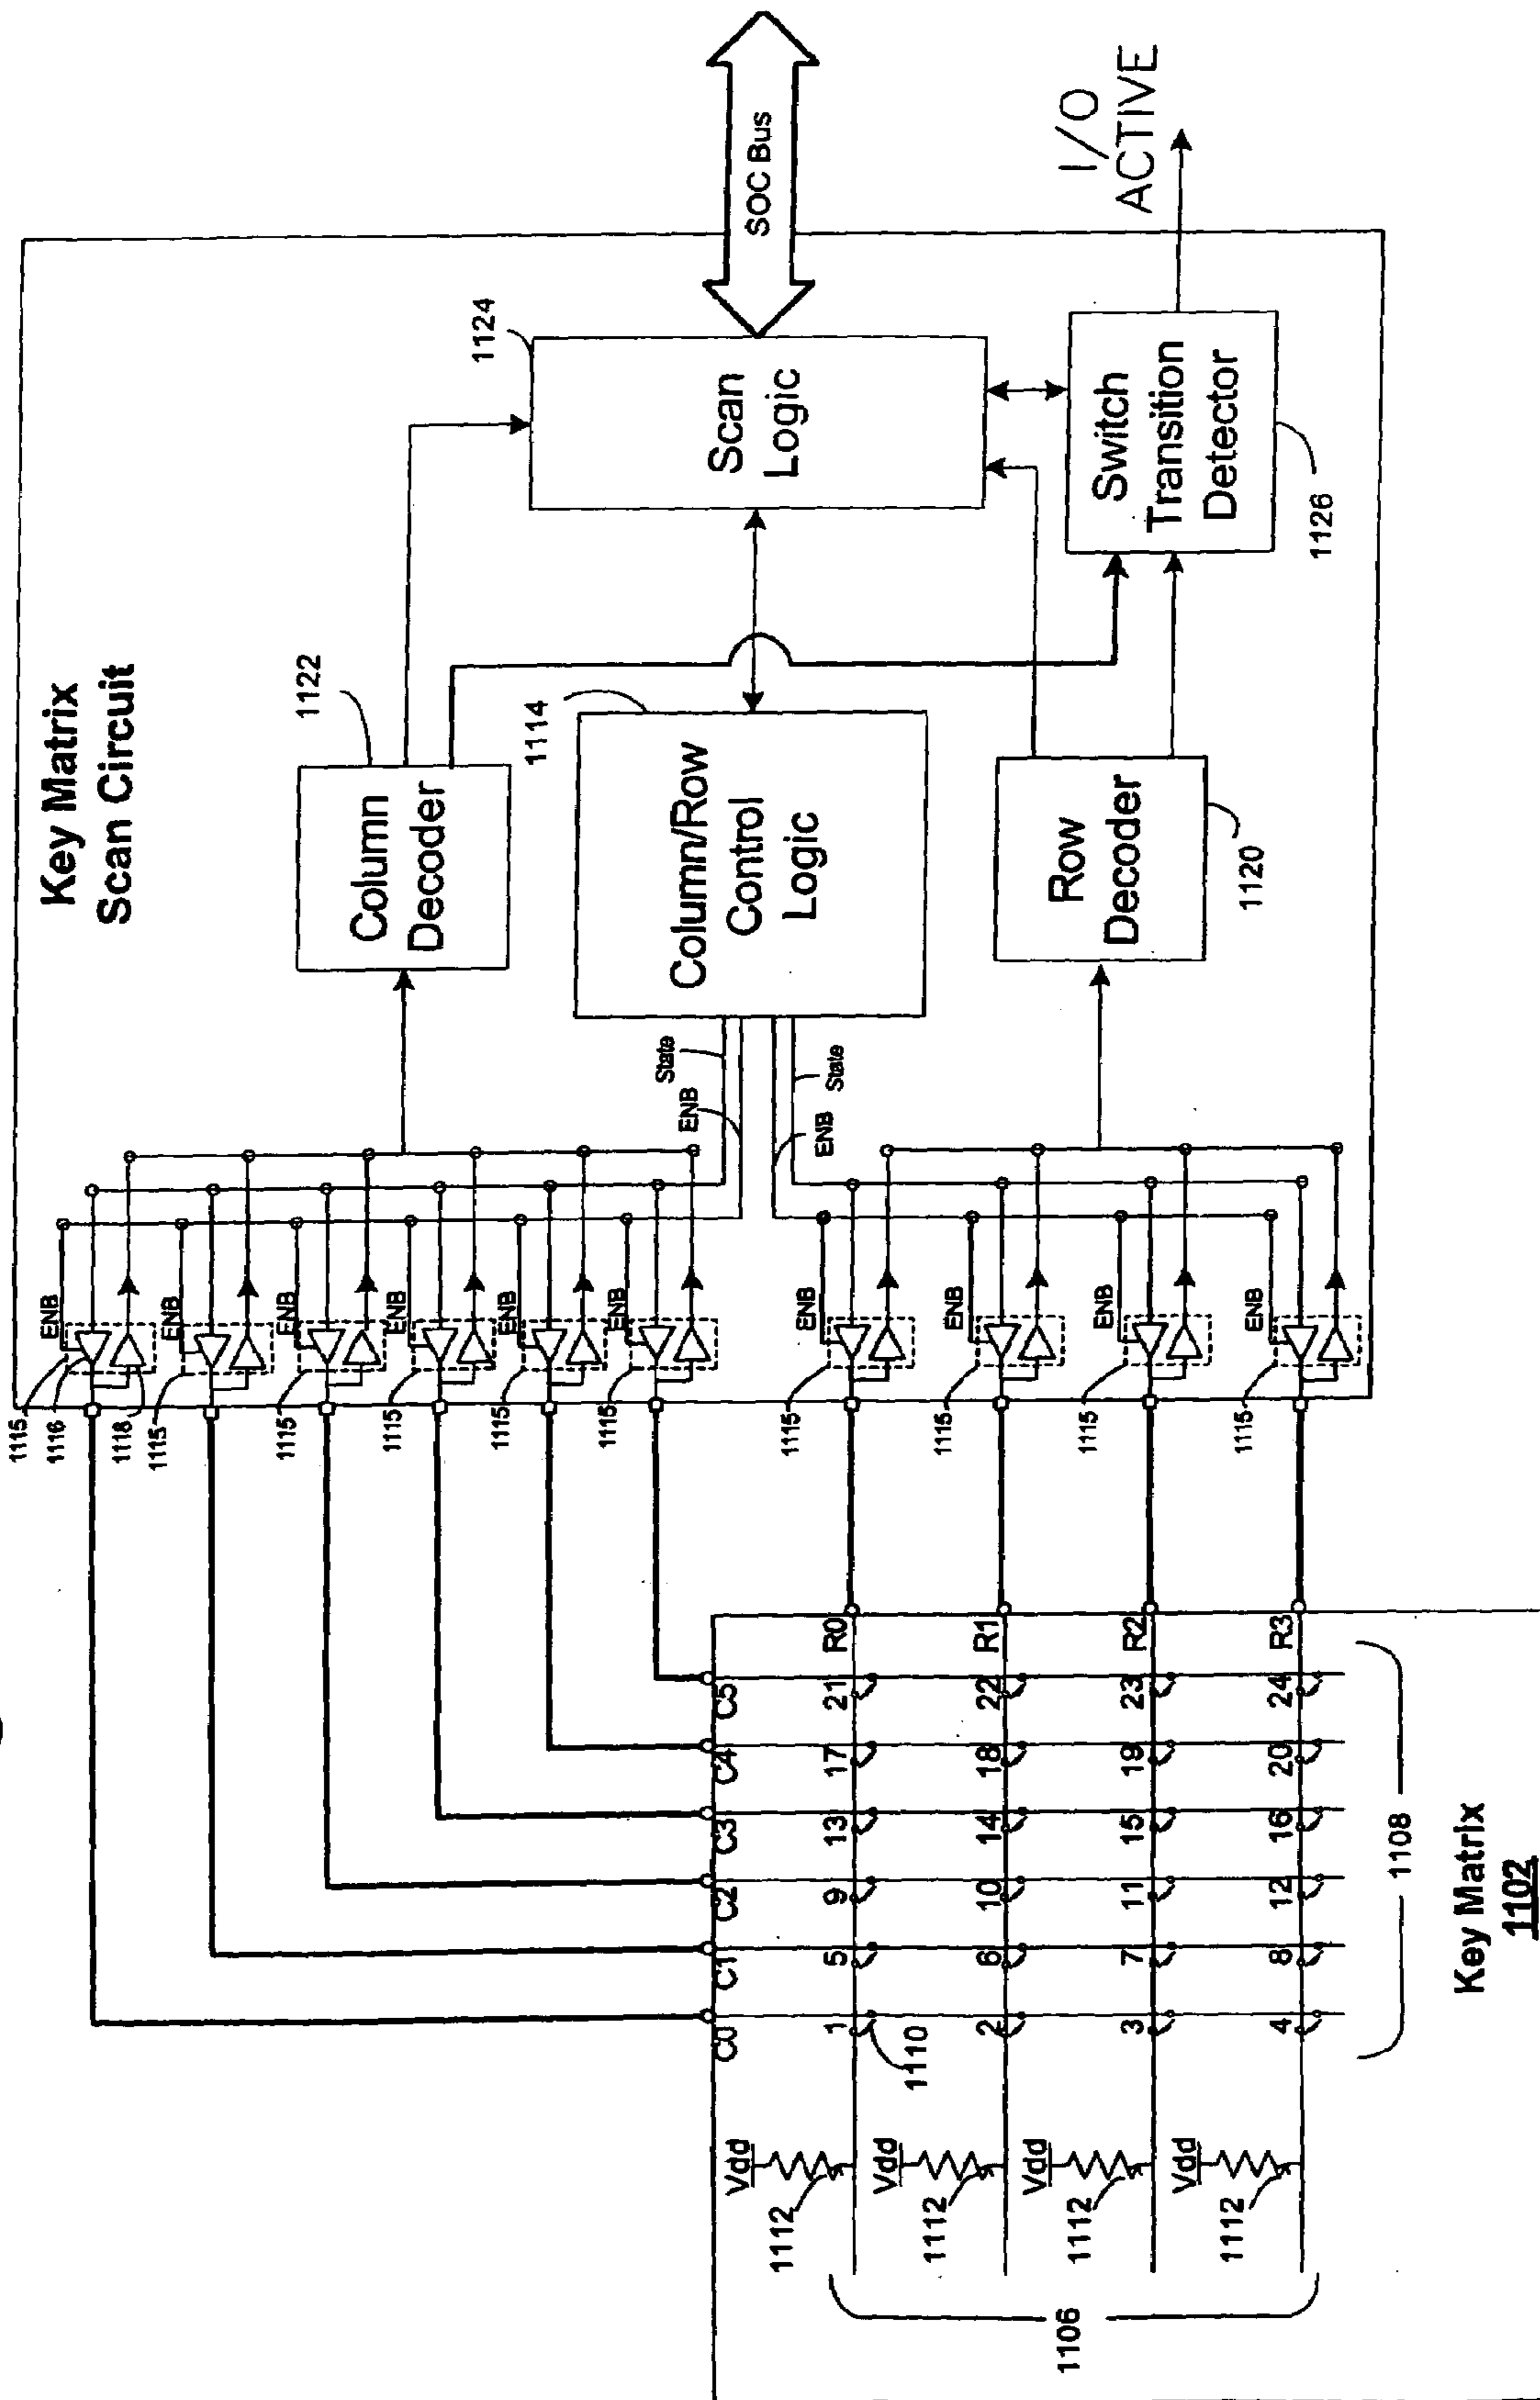 Key Matrix
Scan Circuit
1115
1116
1118
1115
1115
1115
1115
1115
1115
1115
1115
1115
ENB
ENB
ENB
ENB
ENB
ENB
ENB
ENB
ENB
ENB
State
ENB
ENB
State
1122
Column
Decoder
1114
Column/Row
Control
Logic
Row
Decoder
1120
1124
Scan
Logic
Switch
Transition
Detector
1126
SOC Bus
I/O
ACTIVE
C0
C1
C2
C3
C4
C5
Vdd
1112
1
5
9
13
17
21
R0
1110
Vdd
1112
2
6
10
14
18
22
R1
Vdd
1112
3
7
11
15
19
23
R2
Vdd
1112
4
8
12
16
20
24
R3
1106
1108
Key Matrix
1102